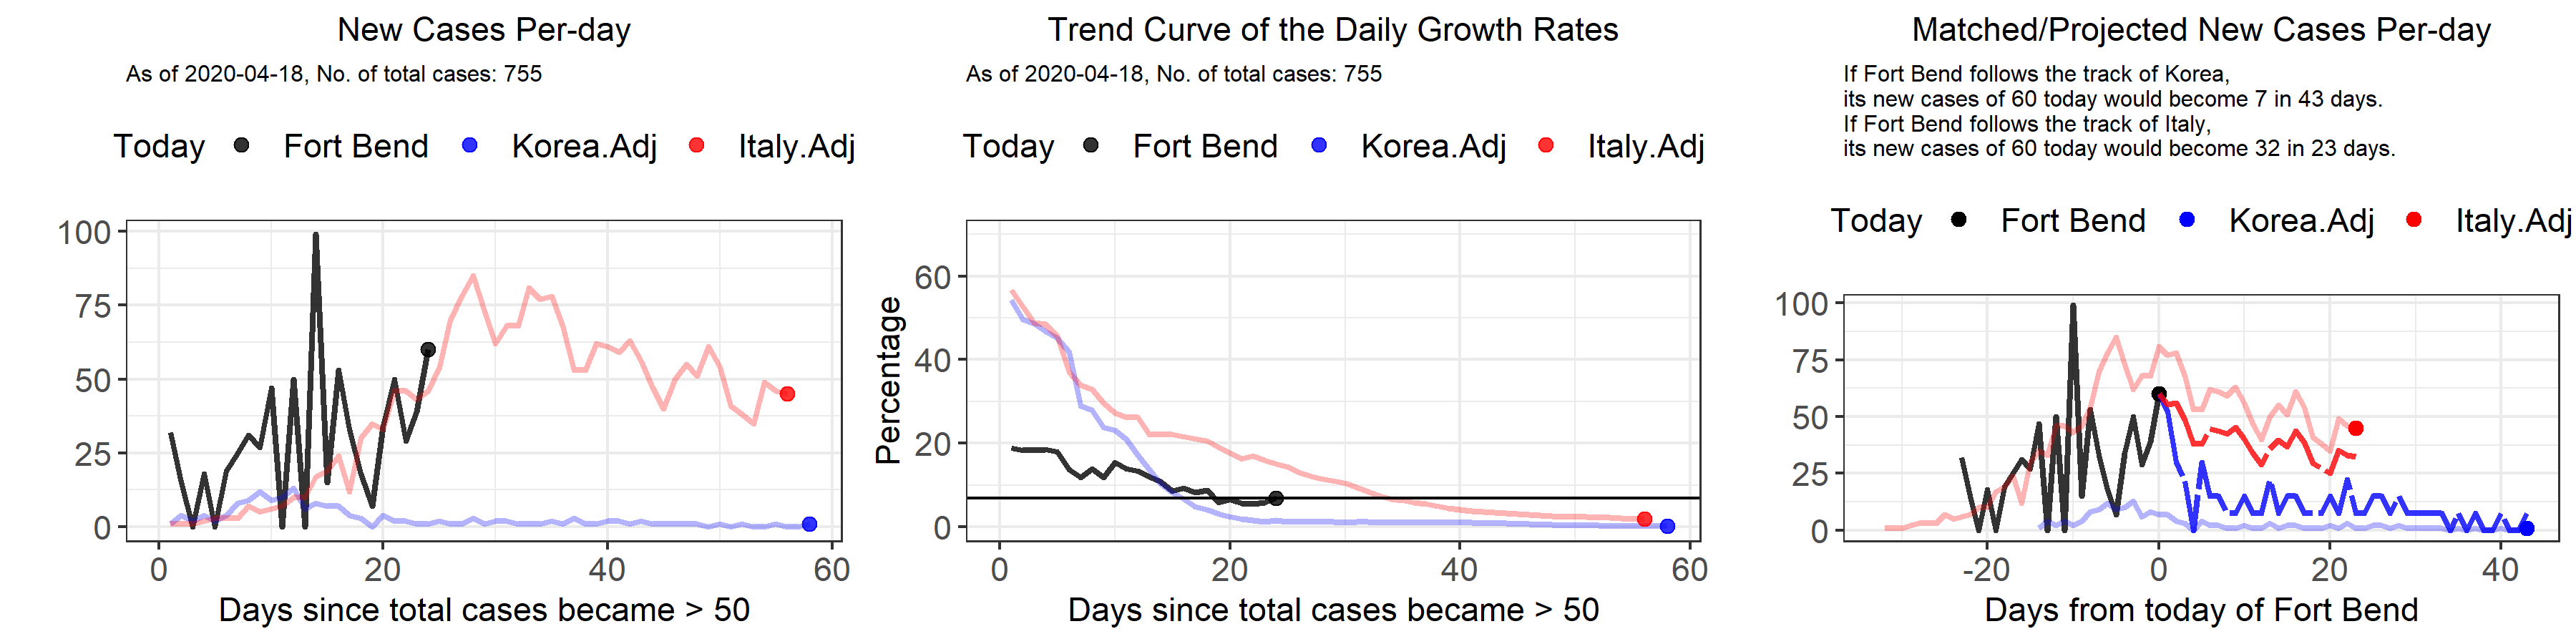 New Cases Per-day
As of 2020-04-18, No. of total cases: 755
Today Fort Bend Korea.Adj Italy.Adj
100
75
50
25
0
0 20 40 60
Days since total cases became > 50
Trend Curve of the Daily Growth Rates
As of 2020-04-18, No. of total cases: 755
Today Fort Bend Korea.Adj Italy.Adj
Percentage
60
40
20
0
0 20 40 60
Days since total cases became > 50
Matched/Projected New Cases Per-day
If Fort Bend follows the track of Korea,
its new cases of 60 today would become 7 in 43 days.
If Fort Bend follows the track of Italy,
its new cases of 60 today would become 32 in 23 days.
Today Fort Bend Korea.Adj Italy.Adj
100
75
50
25
0
-20 0 20 40
Days from today of Fort Bend